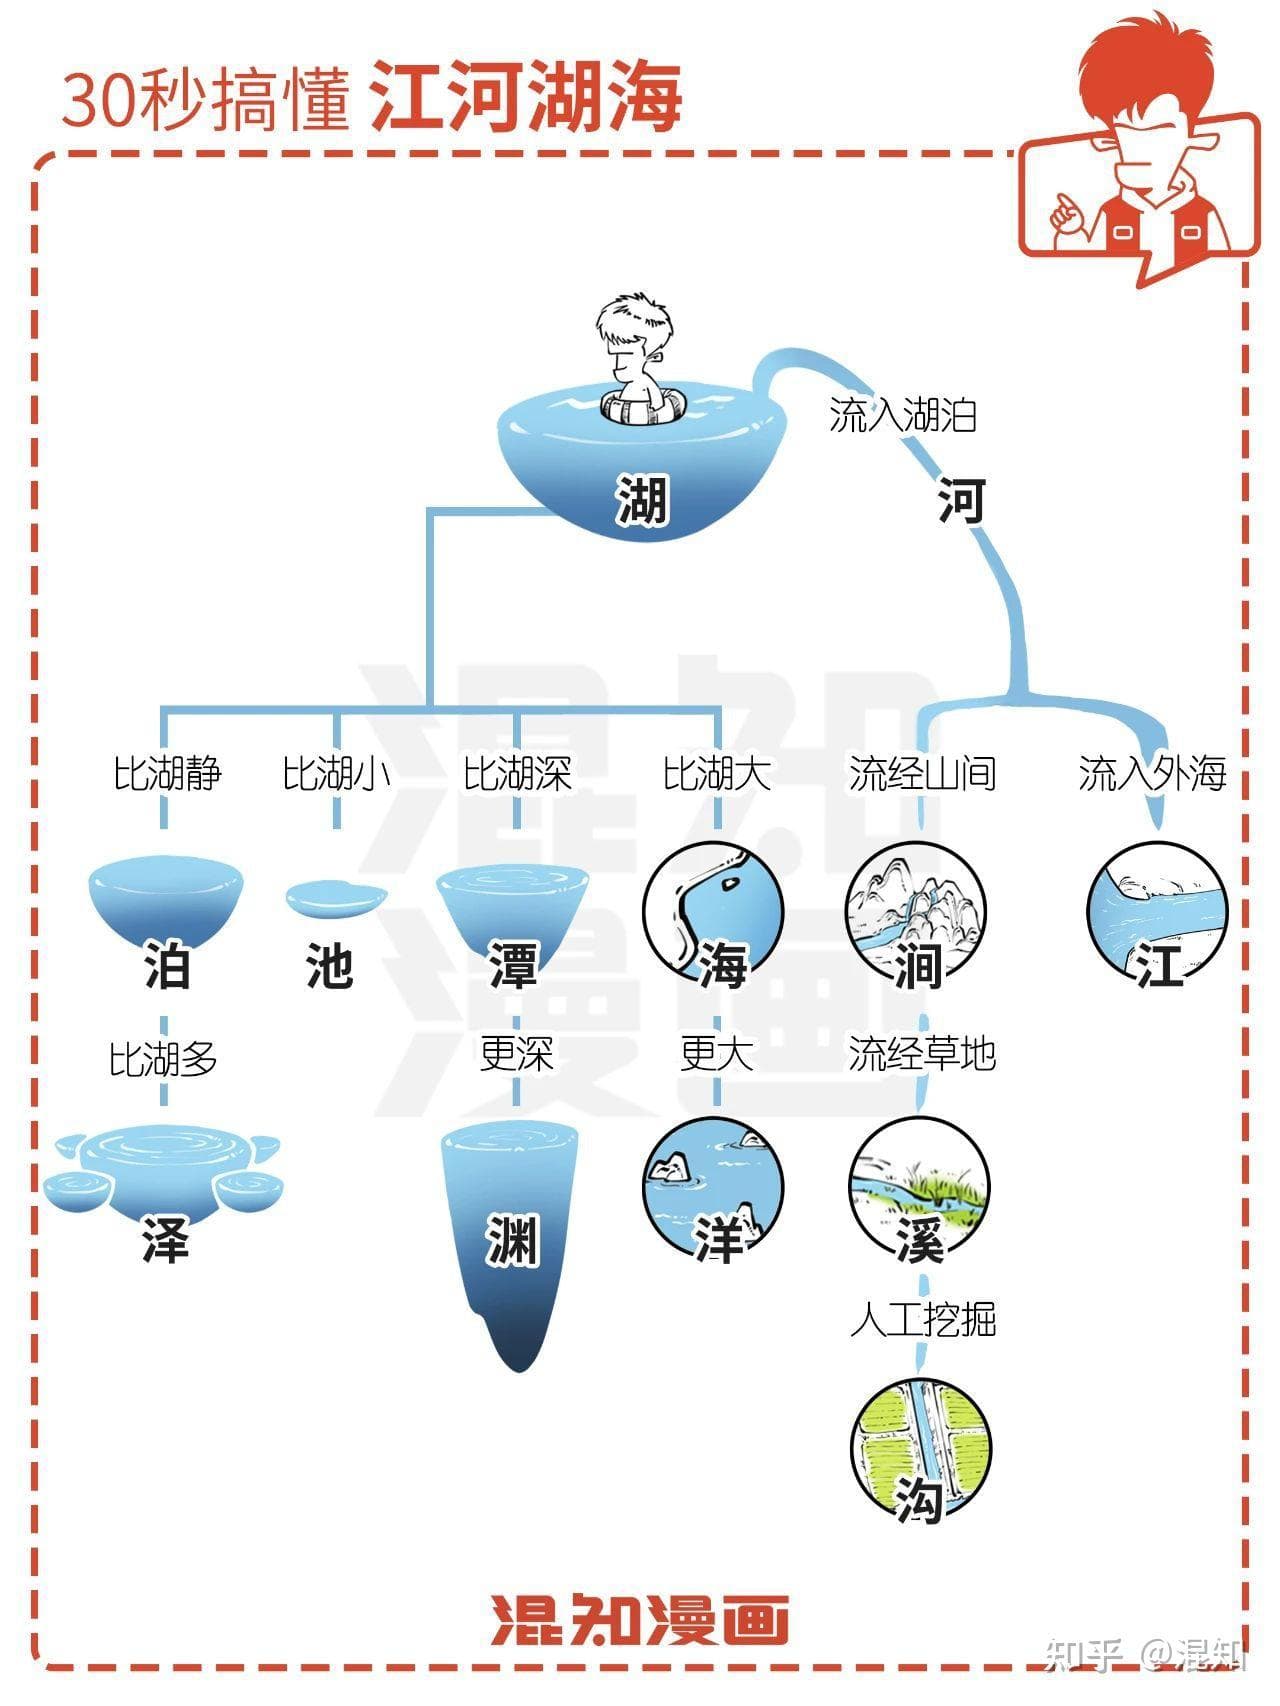 30秒搞懂 江河湖海
流入湖泊
湖
河
比湖静 比湖小 比湖深 比湖大 流经山间 流入外海
泊 池 潭 海 涧 江
比湖多 更深 更大 流经草地
泽 渊 洋 溪
人工挖掘
沟
混知漫画
混知漫画
知乎 @混知